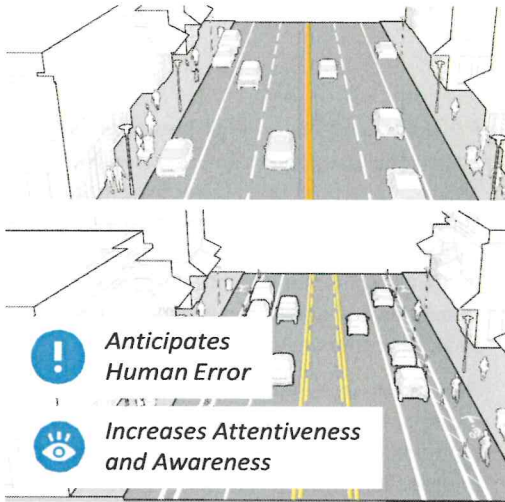 Anticipates
Human Error
Increases Attentiveness
and Awareness